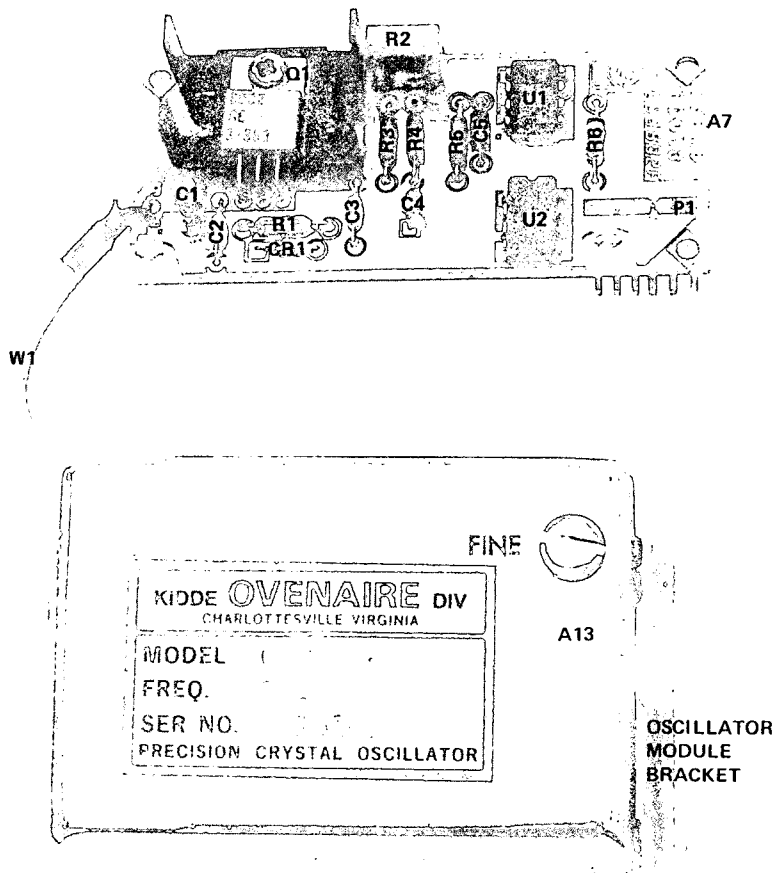 R2
Q1
U1
A7
R3
R4
R5
C5
R8
C1
C2
R1
CR1
C3
C4
U2
P1
W1
FINE
KIDDE OVENAIRE DIV
CHARLOTTESVILLE VIRGINIA
A13
MODEL
FREQ.
SER NO.
PRECISION CRYSTAL OSCILLATOR
OSCILLATOR
MODULE
BRACKET